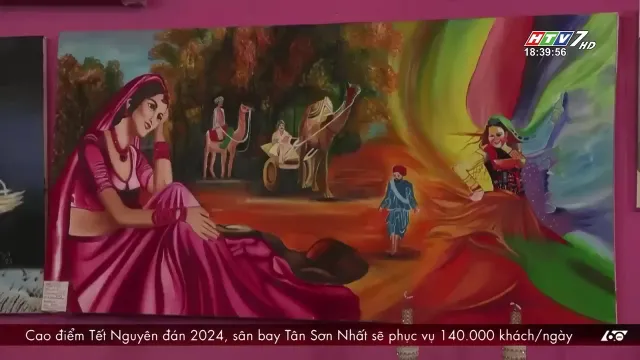 HTV7 HD
18:39:56
Cao điểm Tết Nguyên đán 2024, sân bay Tân Sơn Nhất sẽ phục vụ 140.000 khách/ngày